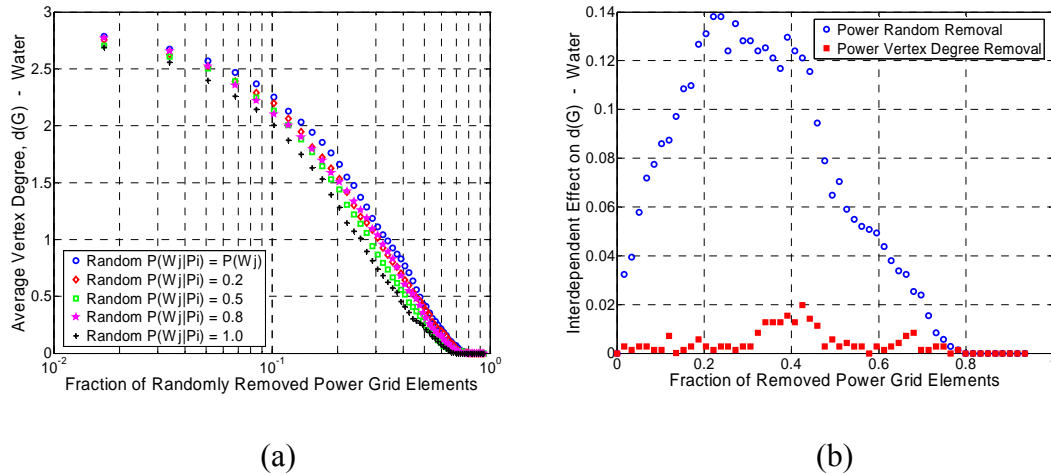 3
2.5
2
1.5
1
0.5
0
Average Vertex Degree, d(G) - Water
Random P(Wj|Pi) = P(Wj)
Random P(Wj|Pi) = 0.2
Random P(Wj|Pi) = 0.5
Random P(Wj|Pi) = 0.8
Random P(Wj|Pi) = 1.0
10-2
10-1
100
Fraction of Randomly Removed Power Grid Elements
(a)
0.14
0.12
0.1
0.08
0.06
0.04
0.02
0
Interdependent Effect on d(G) - Water
Power Random Removal
Power Vertex Degree Removal
0
0.2
0.4
0.6
0.8
Fraction of Removed Power Grid Elements
(b)